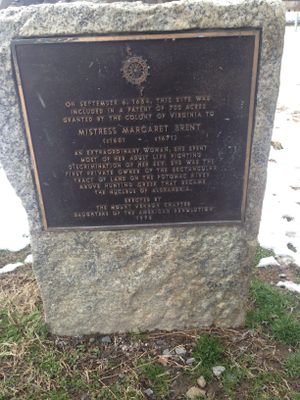 ON SEPTEMBER 6, 1654, THIS SITE WAS
INCLUDED IN A PATENT OF 700 ACRES
GRANTED BY THE COLONY OF VIRGINIA TO
MISTRESS MARGARET BRENT
(1601 1671)
AN EXTRAORDINARY WOMAN, SHE SPENT
MOST OF HER ADULT LIFE FIGHTING
DISCRIMINATION OF HER SEX. SHE WAS THE
FIRST PRIVATE OWNER OF THE RECTANGULAR
TRACT OF LAND ON THE POTOMAC RIVER
ABOVE HUNTING CREEK THAT BECAME
THE NUCLEUS OF ALEXANDRIA.
ERECTED BY
THE MOUNT VERNON CHAPTER
DAUGHTERS OF THE AMERICAN REVOLUTION